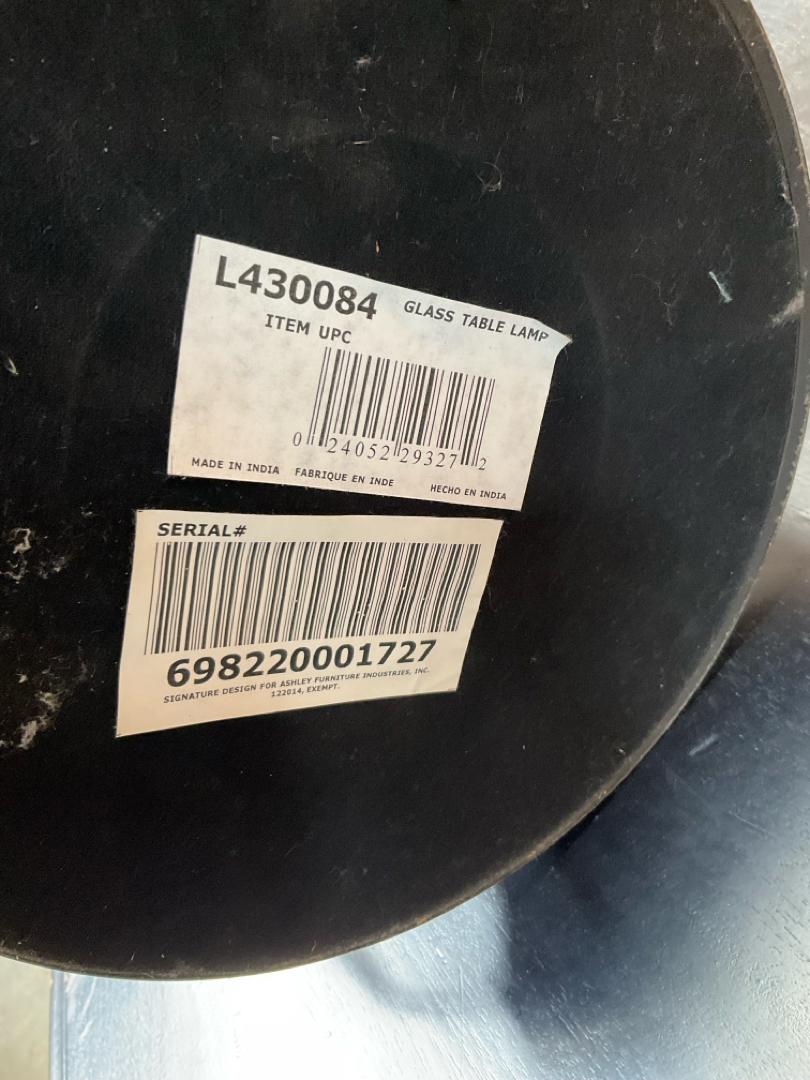 L430084 GLASS TABLE LAMP
ITEM UPC
0 24052 29327 2
MADE IN INDIA FABRIQUE EN INDE HECHO EN INDIA
SERIAL#
698220001727
SIGNATURE DESIGN FOR ASHLEY FURNITURE INDUSTRIES, INC.
122014, EXEMPT.